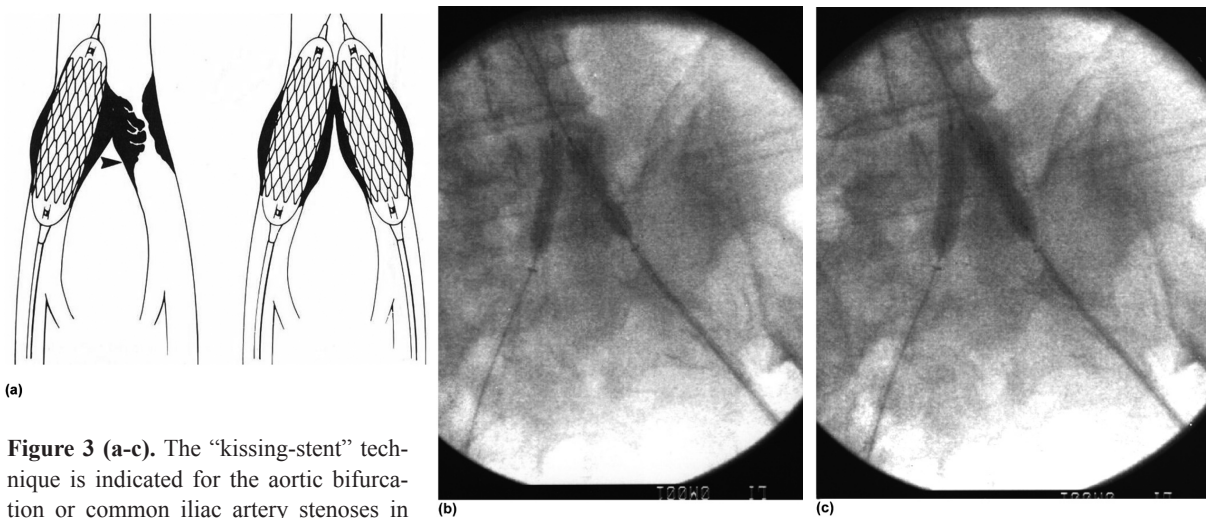 (a)
Figure 3 (a-c). The “kissing-stent” tech-
nique is indicated for the aortic bifurca-
tion or common iliac artery stenoses in
(b)
(c)